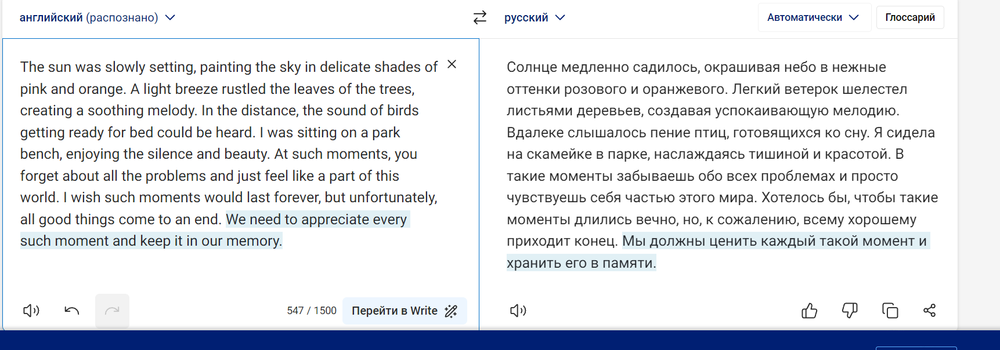 английский (распознано)
русский
Автоматически
Глоссарий
The sun was slowly setting, painting the sky in delicate shades of
pink and orange. A light breeze rustled the leaves of the trees,
creating a soothing melody. In the distance, the sound of birds
getting ready for bed could be heard. I was sitting on a park
bench, enjoying the silence and beauty. At such moments, you
forget about all the problems and just feel like a part of this
world. I wish such moments would last forever, but unfortunately,
all good things come to an end. We need to appreciate every
such moment and keep it in our memory.
547 / 1500
Перейти в Write
Солнце медленно садилось, окрашивая небо в нежные
оттенки розового и оранжевого. Легкий ветерок шелестел
листьями деревьев, создавая успокаивающую мелодию.
Вдалеке слышалось пение птиц, готовящихся ко сну. Я сидела
на скамейке в парке, наслаждаясь тишиной и красотой. В
такие моменты забываешь обо всех проблемах и просто
чувствуешь себя частью этого мира. Хотелось бы, чтобы такие
моменты длились вечно, но, к сожалению, всему хорошему
приходит конец. Мы должны ценить каждый такой момент и
хранить его в памяти.